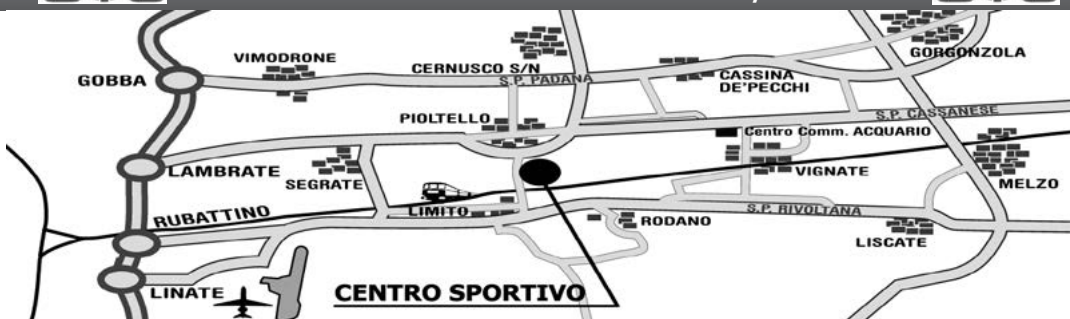 VIMODRONE
GOBBA
CERNUSCO S/N
S.P. PADANA
GORGONZOLA
CASSINA
DE'PECCHI
PIOLTELLO
S.P. CASSANESE
Centro Comm. ACQUARIO
LAMBRATE
SEGRATE
VIGNATE
MELZO
RUBATTINO
LIMITO
RODANO
S.P. RIVOLTANA
LISCATE
LINATE
CENTRO SPORTIVO